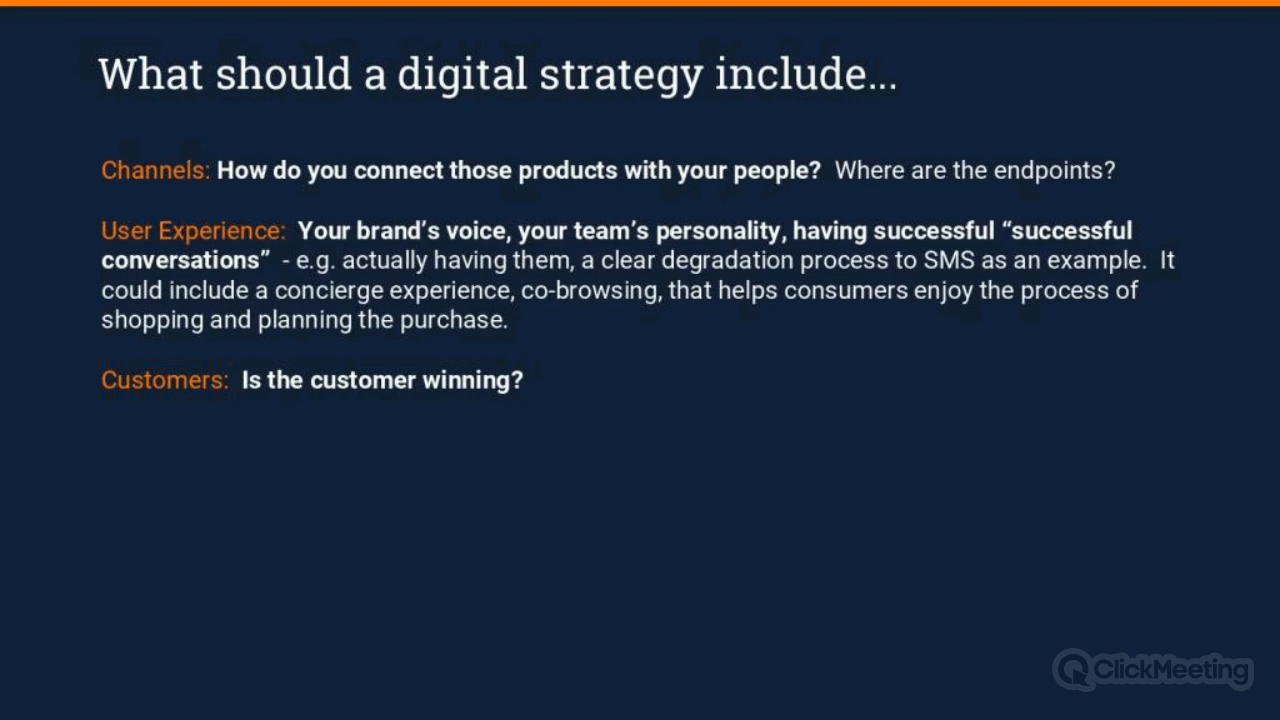 What should a digital strategy include...
Channels: How do you connect those products with your people?  Where are the endpoints?
User Experience:  Your brand’s voice, your team’s personality, having successful “successful
conversations”  - e.g. actually having them, a clear degradation process to SMS as an example.  It
could include a concierge experience, co-browsing, that helps consumers enjoy the process of
shopping and planning the purchase.
Customers:  Is the customer winning?
ClickMeeting